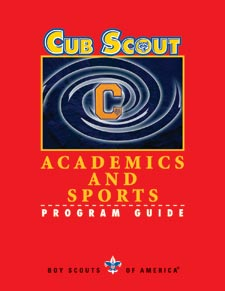 CUB SCOUT
C
ACADEMICS
AND
SPORTS
PROGRAM GUIDE
BOY SCOUTS OF AMERICA®